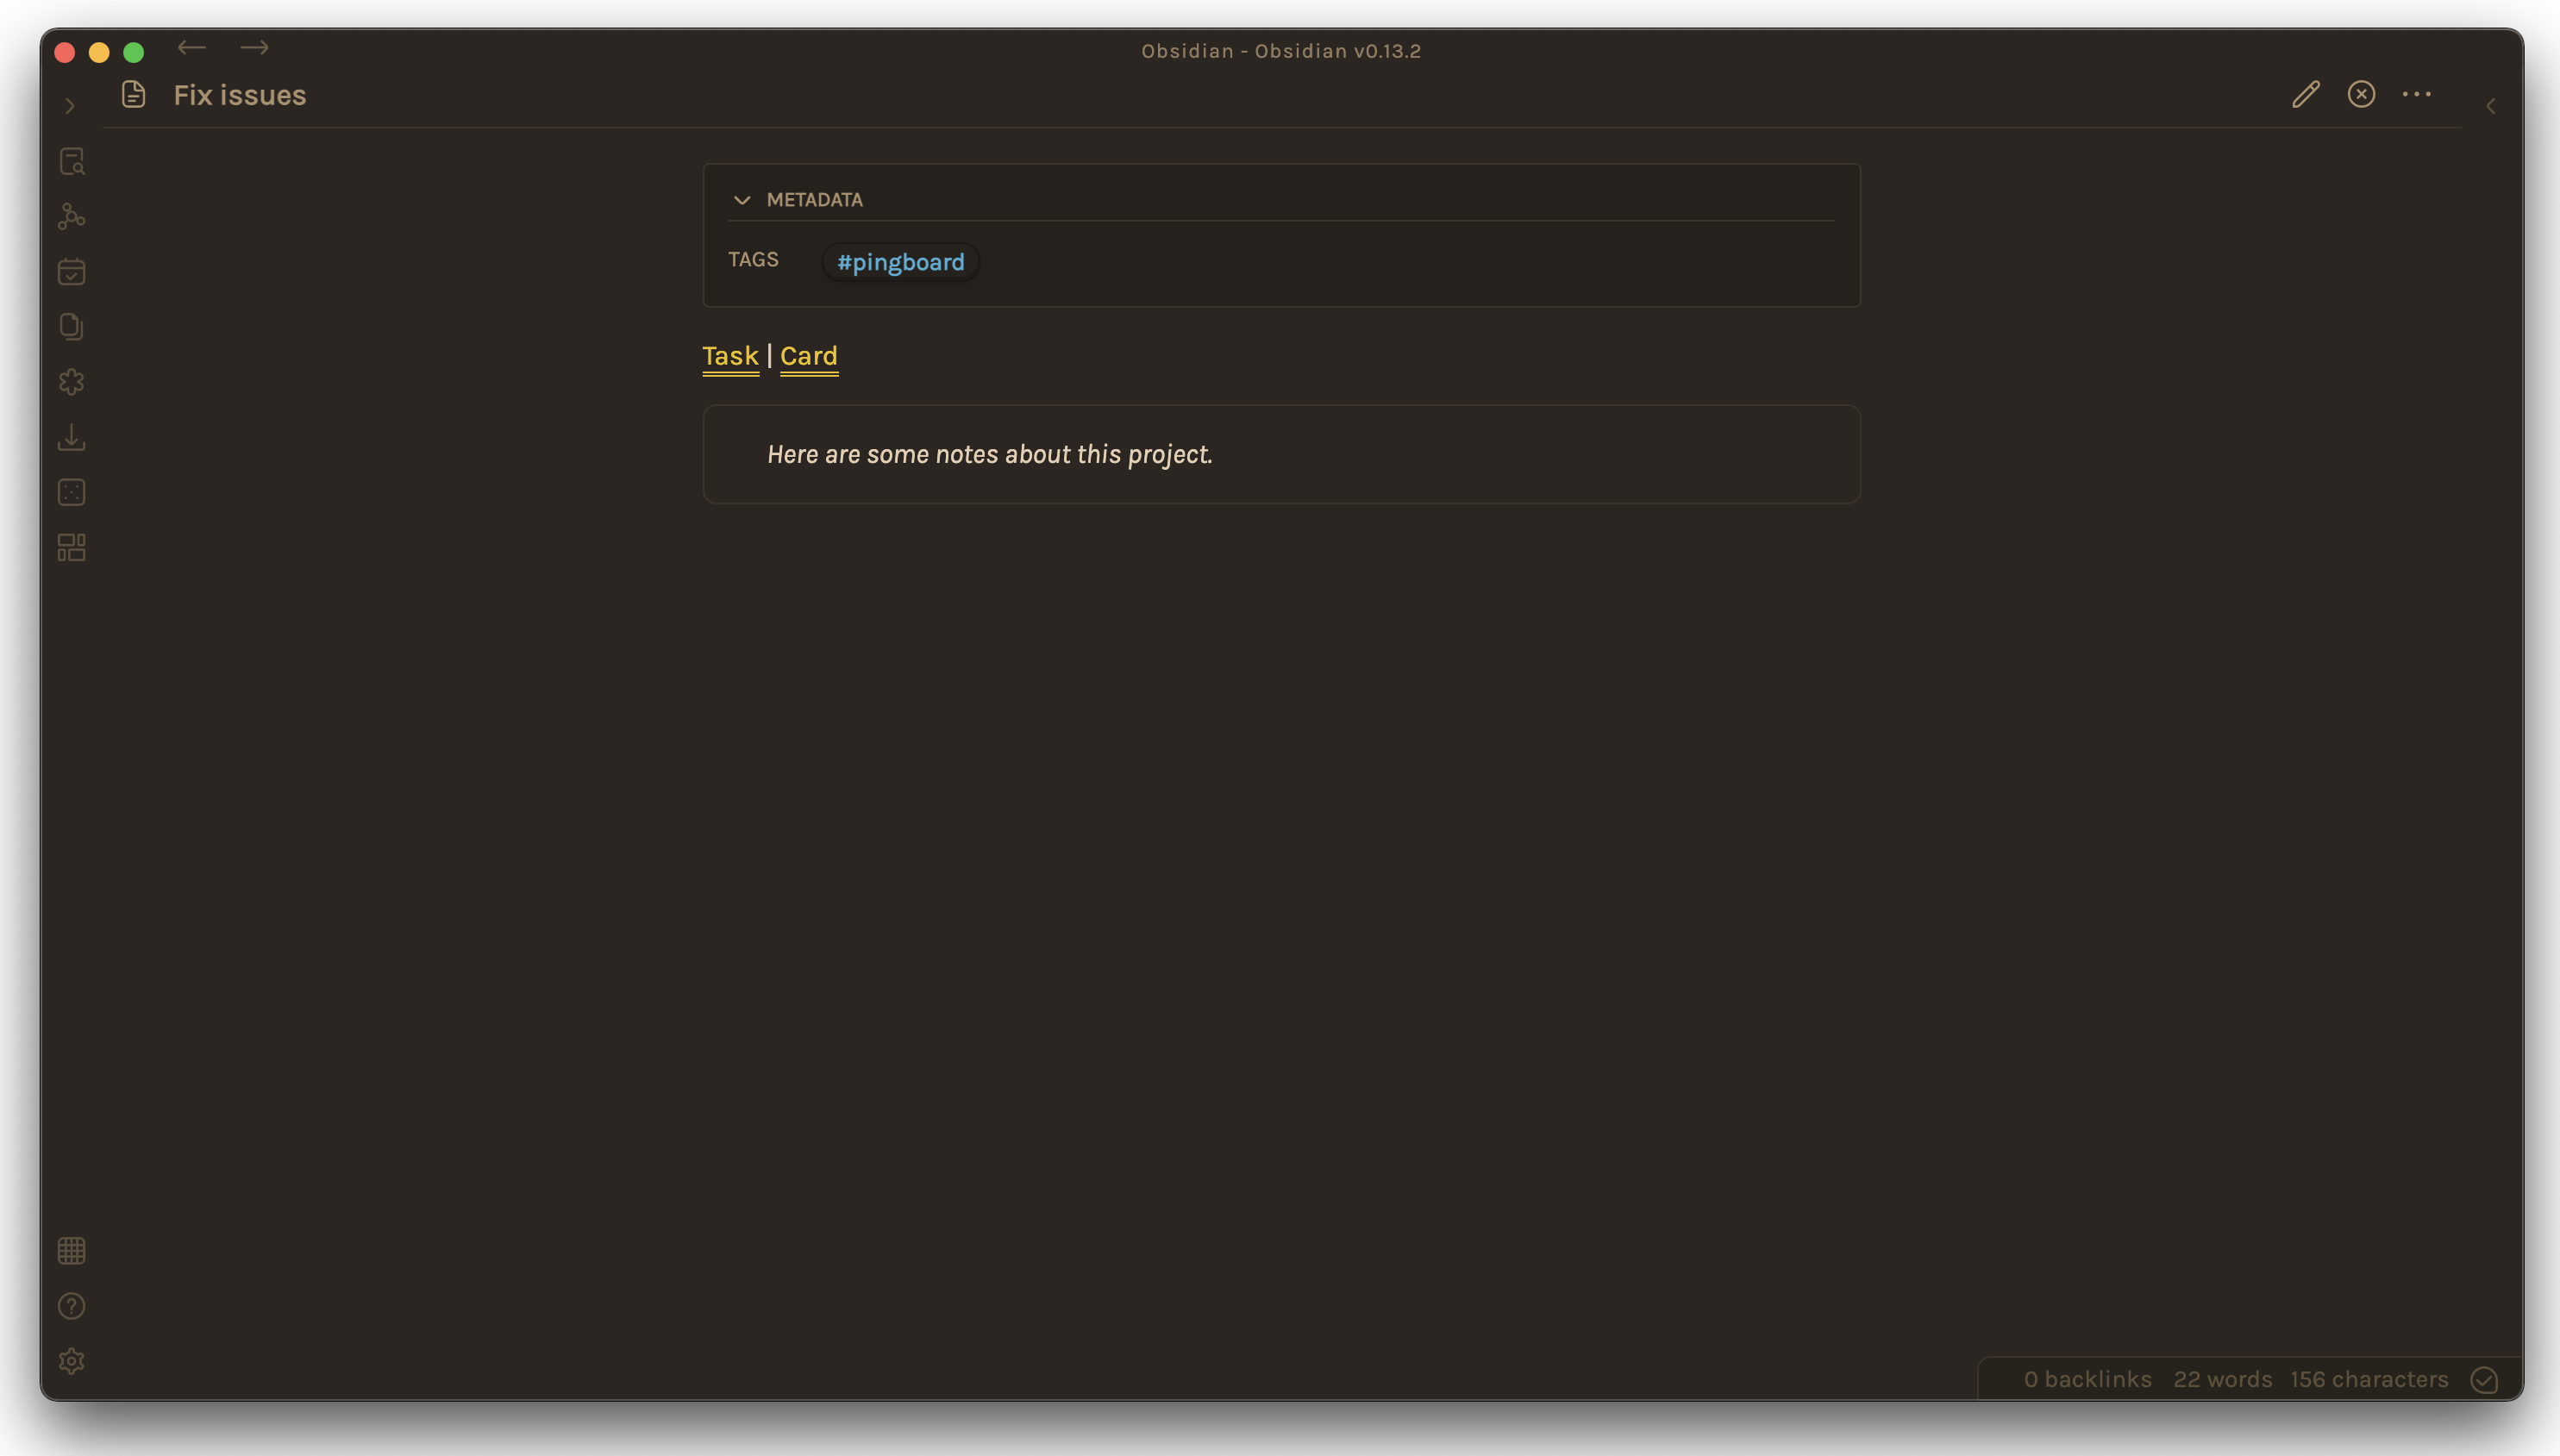 Obsidian - Obsidian v0.13.2
Fix issues
METADATA
TAGS #pingboard
Task | Card
Here are some notes about this project.
0 backlinks 22 words 156 characters